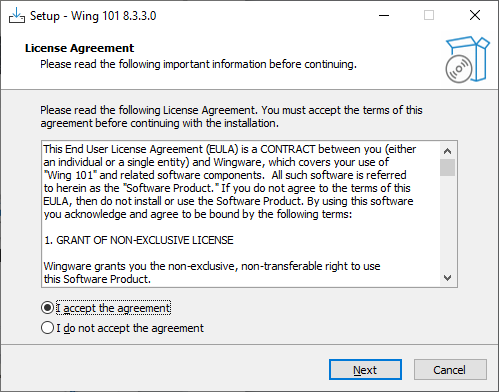 Setup - Wing 101 8.3.3.0
License Agreement
Please read the following important information before continuing.
Please read the following License Agreement. You must accept the terms of this
agreement before continuing with the installation.
This End User License Agreement (EULA) is a CONTRACT between you (either
an individual or a single entity) and Wingware, which covers your use of
"Wing 101" and related software components.  All such software is referred
to herein as the "Software Product." If you do not agree to the terms of this
EULA, then do not install or use the Software Product. By using this software
you acknowledge and agree to be bound by the following terms:
1. GRANT OF NON-EXCLUSIVE LICENSE
Wingware grants you the non-exclusive, non-transferable right to use
this Software Product.
I accept the agreement
I do not accept the agreement
Next
Cancel